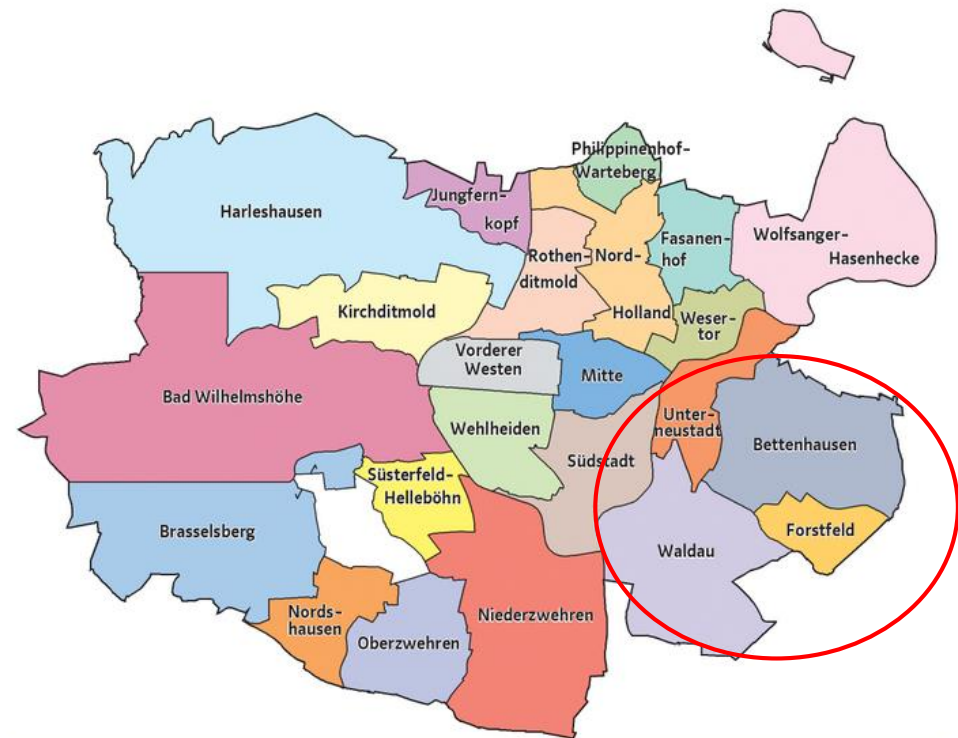 Philippinenhof-
Warteberg
Jungfern-
kopf
Harleshausen
Fasanen-
hof
Wolfsanger-
Hasenhecke
Rothen-
ditmold
Nord-
Holland
Kirchditmold
Weser-
tor
Vorderer
Westen
Mitte
Bad Wilhelmshöhe
Wehlheiden
Unter-
neustadt
Bettenhausen
Südstadt
Süsterfeld-
Helleböhn
Brasselsberg
Forstfeld
Waldau
Nords-
hausen
Oberzwehren
Niederzwehren